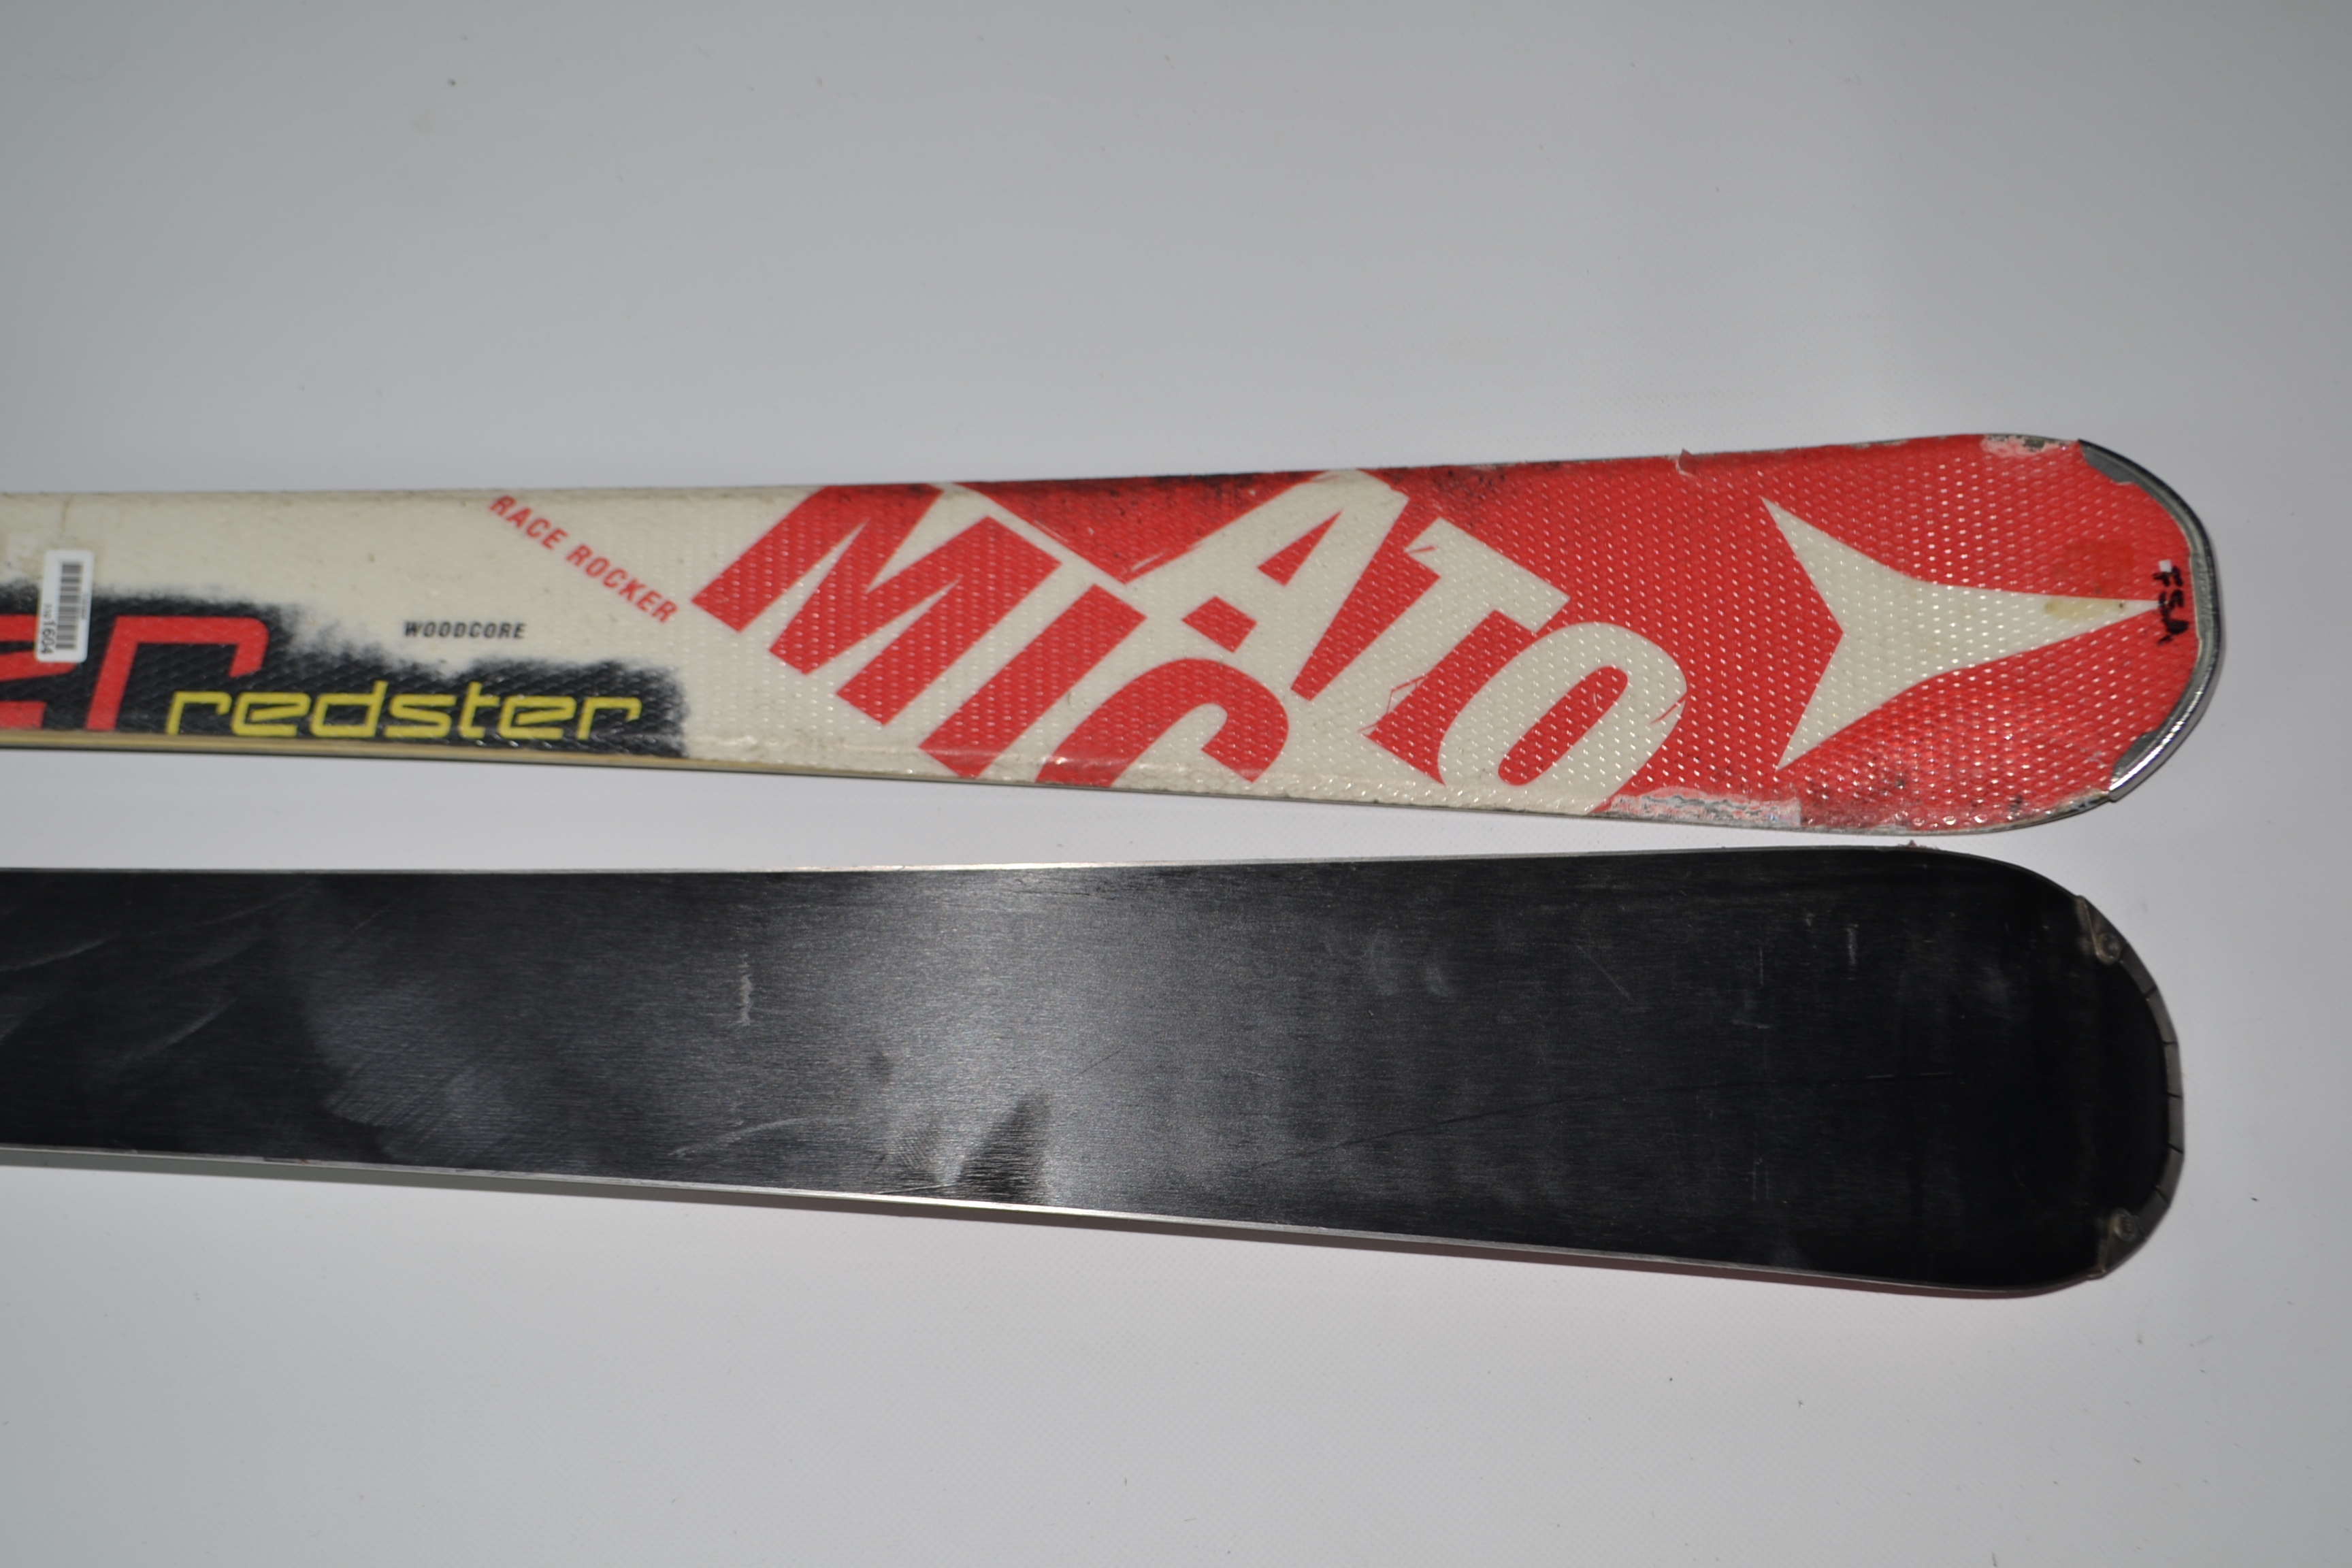 RACE ROCKER
ATO
MIC
WOODCORE
redster
1604